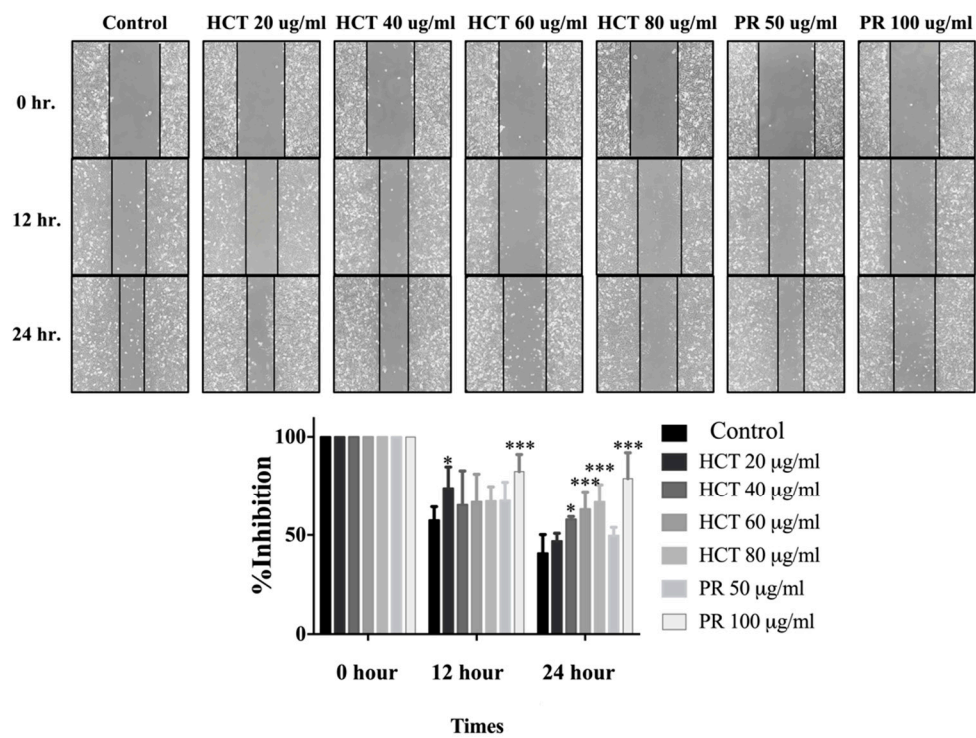 Control HCT 20 ug/ml HCT 40 ug/ml HCT 60 ug/ml HCT 80 ug/ml PR 50 ug/ml PR 100 ug/ml
0 hr.
12 hr.
24 hr.
%Inhibition
100
50
0
*
***
*
***
***
***
Control
HCT 20 µg/ml
HCT 40 µg/ml
HCT 60 µg/ml
HCT 80 µg/ml
PR 50 µg/ml
PR 100 µg/ml
0 hour 12 hour 24 hour
Times